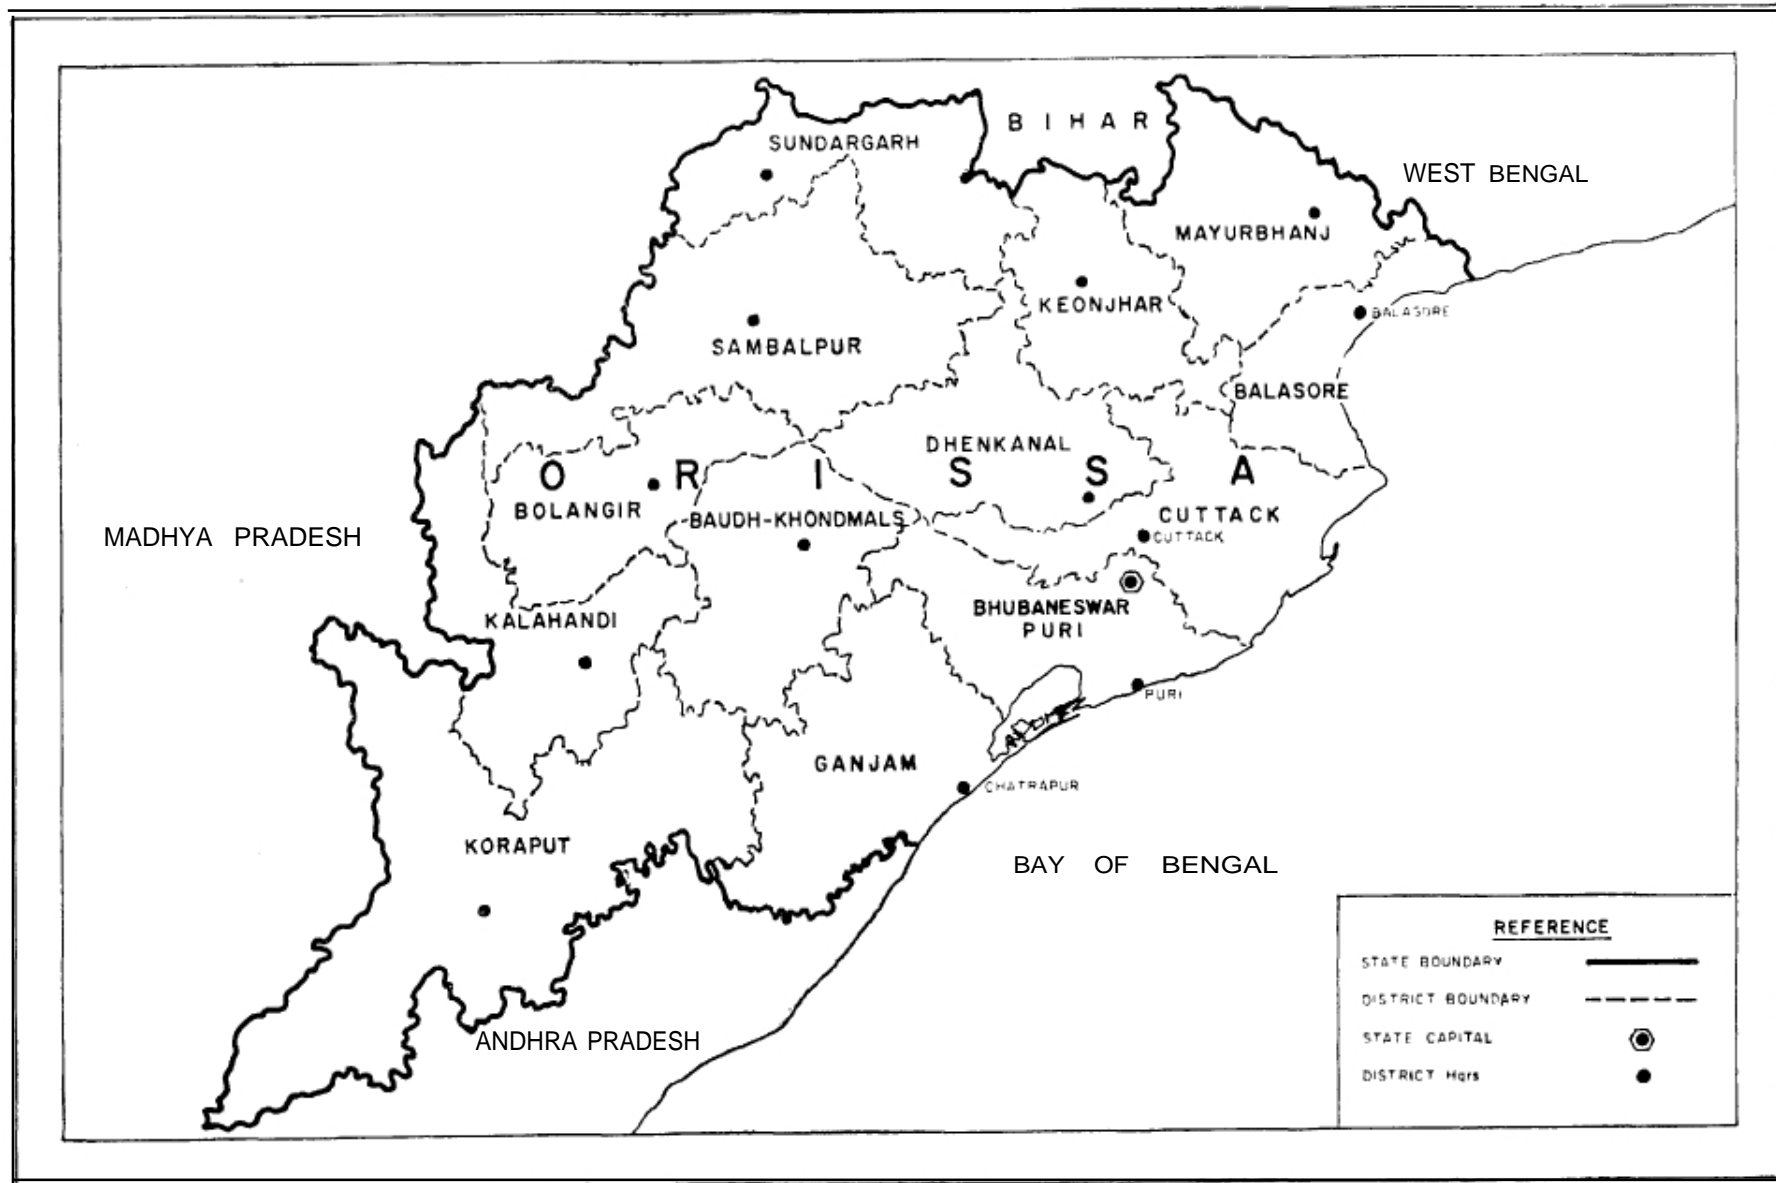 BIHAR
SUNDARGARH
WEST BENGAL
MAYURBHANJ
KEONJHAR
BALASORE
SAMBALPUR
BALASORE
DHENKANAL
ORISSA
BOLANGIR
BAUDH-KHONDMALS
CUTTACK
MADHYA PRADESH
CUTTACK
BHUBANESWAR
PURI
KALAHANDI
PURI
GANJAM
CHATRAPUR
KORAPUT
BAY OF BENGAL
ANDHRA PRADESH
REFERENCE
STATE BOUNDARY
DISTRICT BOUNDARY
STATE CAPITAL
DISTRICT Hqrs